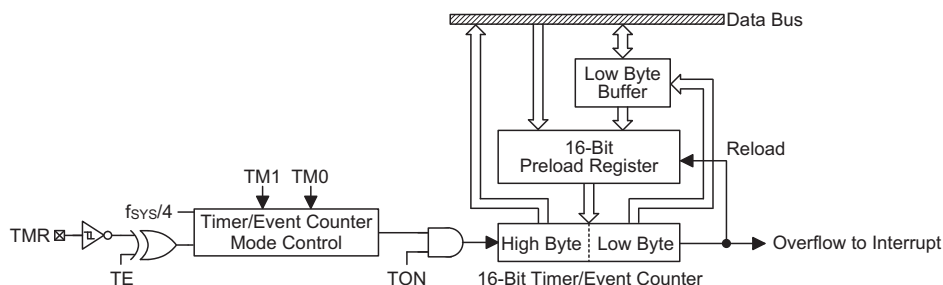 Data Bus
Low Byte
Buffer
16-Bit
Preload Register
Reload
TM1
TM0
fSYS/4
Timer/Event Counter
Mode Control
TMR
TE
TON
High Byte
Low Byte
Overflow to Interrupt
16-Bit Timer/Event Counter